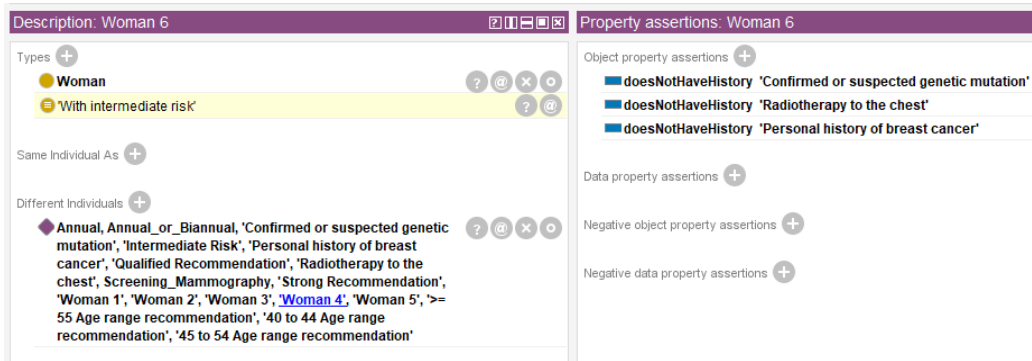 Description: Woman 6
Types
Woman
'With intermediate risk'
Same Individual As
Different Individuals
Annual, Annual_or_Biannual, 'Confirmed or suspected genetic
mutation', 'Intermediate Risk', 'Personal history of breast
cancer', 'Qualified Recommendation', 'Radiotherapy to the
chest', Screening_Mammography, 'Strong Recommendation',
'Woman 1', 'Woman 2', 'Woman 3', 'Woman 4', 'Woman 5', '>=
55 Age range recommendation', '40 to 44 Age range
recommendation', '45 to 54 Age range recommendation'
Property assertions: Woman 6
Object property assertions
doesNotHaveHistory 'Confirmed or suspected genetic mutation'
doesNotHaveHistory 'Radiotherapy to the chest'
doesNotHaveHistory 'Personal history of breast cancer'
Data property assertions
Negative object property assertions
Negative data property assertions